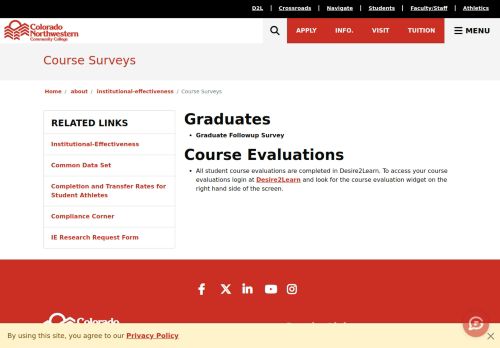 D2L | Crossroads | Navigate | Students | Faculty/Staff | Athletics
Colorado
Northwestern
Community College
APPLY INFO. VISIT TUITION MENU
Course Surveys
Home / about / institutional-effectiveness / Course Surveys
RELATED LINKS
Institutional-Effectiveness
Common Data Set
Completion and Transfer Rates for
Student Athletes
Compliance Corner
IE Research Request Form
Graduates
• Graduate Followup Survey
Course Evaluations
• All student course evaluations are completed in Desire2Learn. To access your course
evaluations login at Desire2Learn and look for the course evaluation widget on the
right hand side of the screen.
Colorado
By using this site, you agree to our Privacy Policy